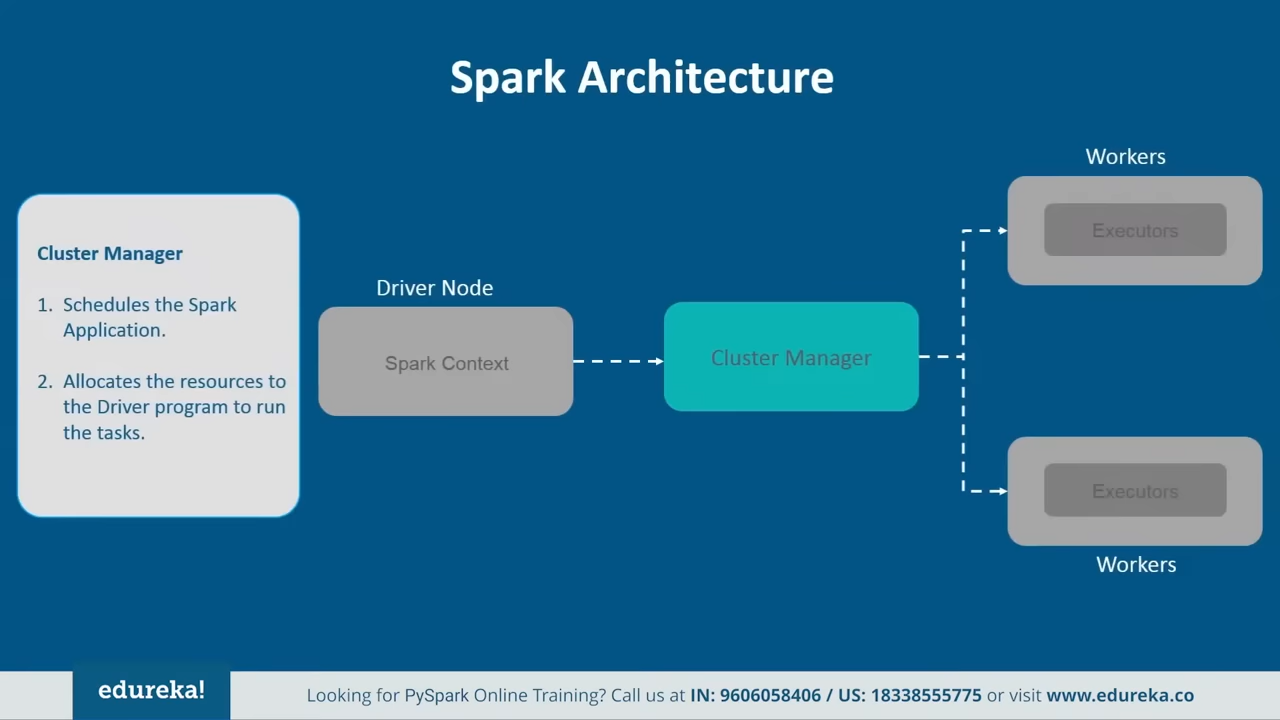 Spark Architecture
Cluster Manager
1. Schedules the Spark
Application.
2. Allocates the resources to
the Driver program to run
the tasks.
Driver Node
Spark Context
Cluster Manager
Workers
Executors
Executors
Workers
edureka!
Looking for PySpark Online Training? Call us at IN: 9606058406 / US: 18338555775 or visit www.edureka.co